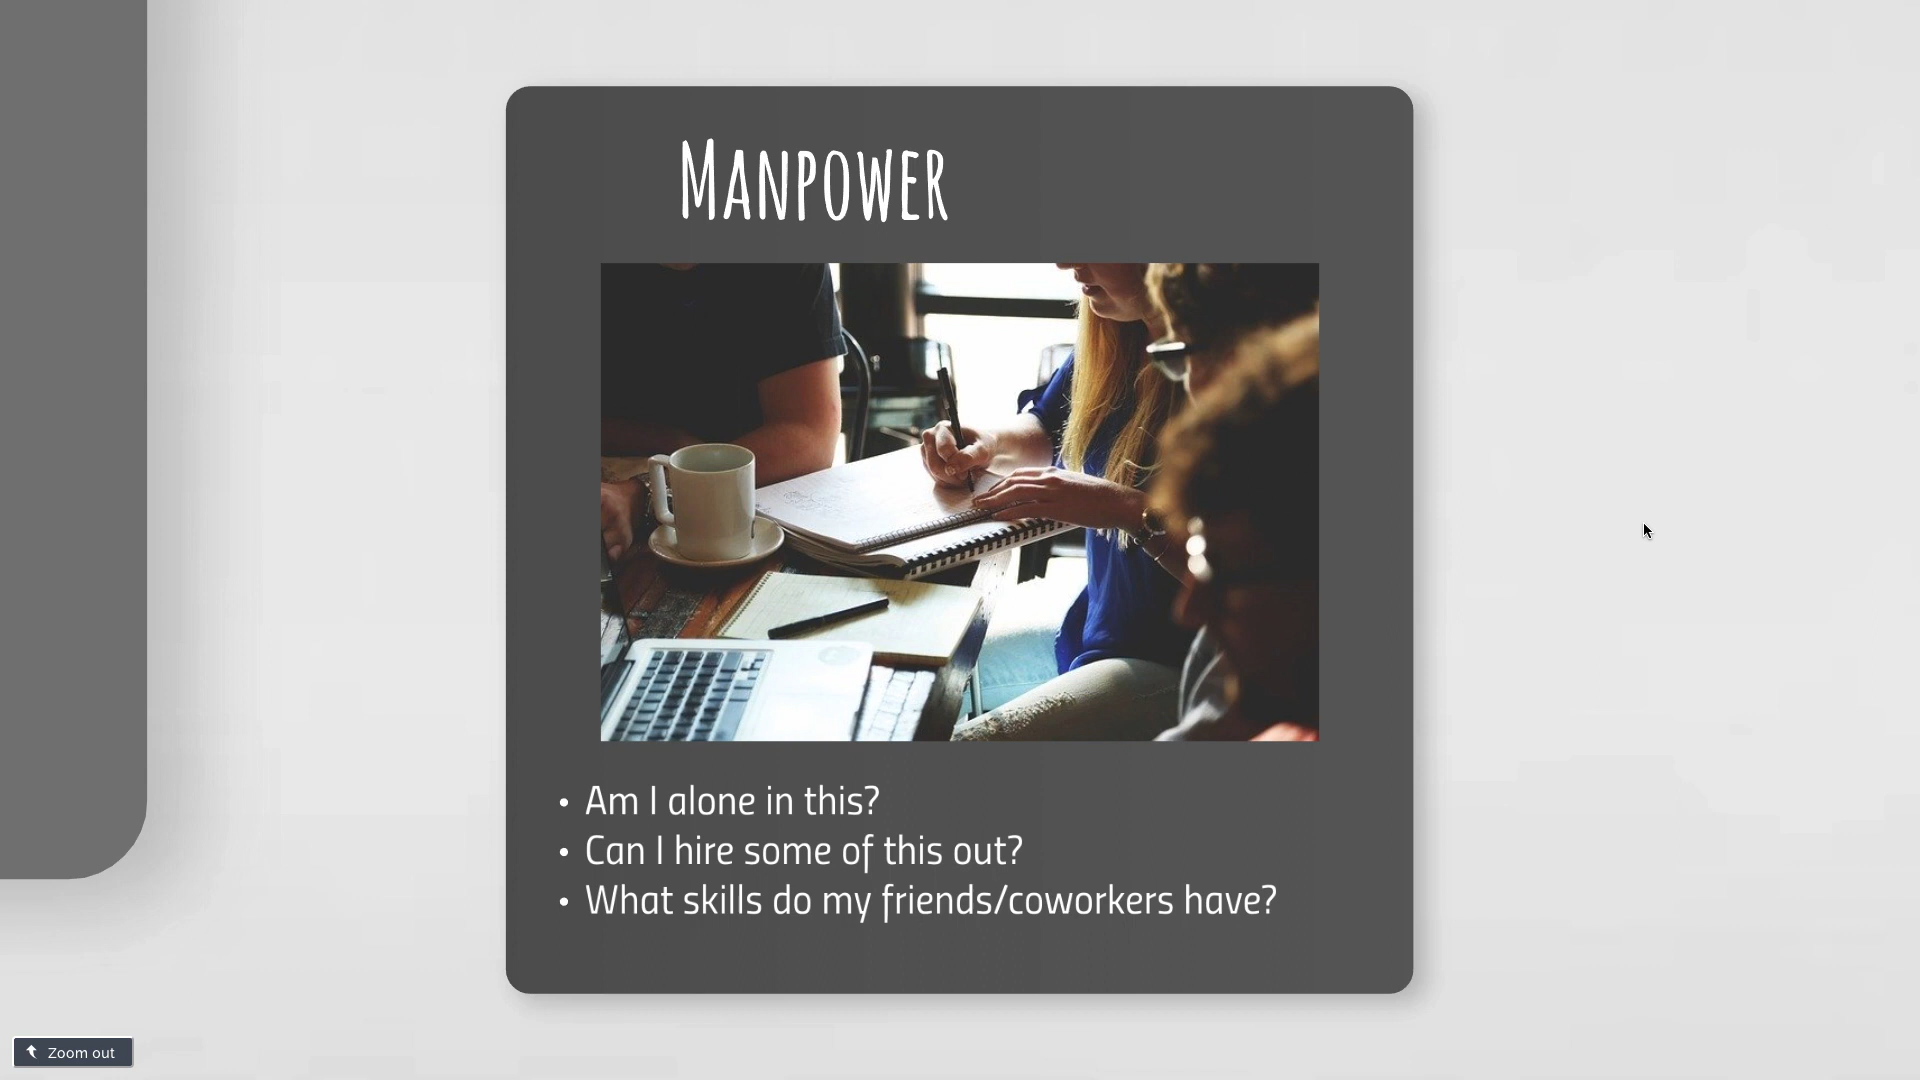 Manpower
• Am I alone in this?
• Can I hire some of this out?
• What skills do my friends/coworkers have?
Zoom out